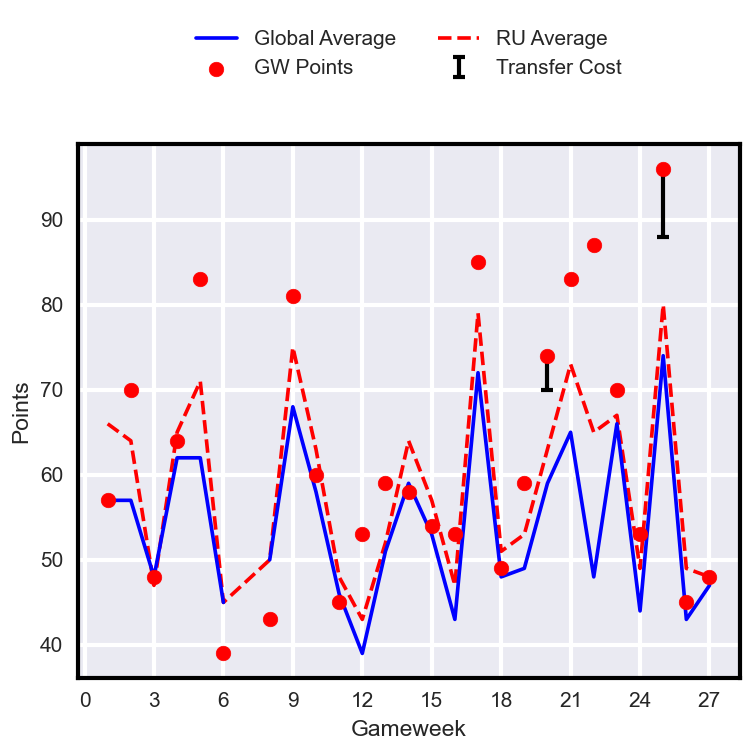 Global Average
RU Average
GW Points
Transfer Cost
90
80
70
60
50
40
Points
0 3 6 9 12 15 18 21 24 27
Gameweek